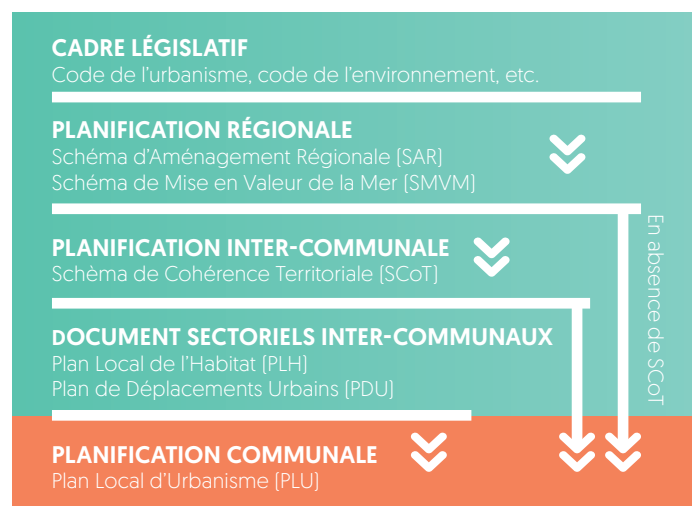 CADRE LÉGISLATIF
Code de l'urbanisme, code de l'environnement, etc.
PLANIFICATION RÉGIONALE
Schéma d'Aménagement Régionale (SAR)
Schéma de Mise en Valeur de la Mer (SMVM)
PLANIFICATION INTER-COMMUNALE
Schèma de Cohérence Territoriale (SCoT)
DOCUMENT SECTORIELS INTER-COMMUNAUX
Plan Local de l'Habitat (PLH)
Plan de Déplacements Urbains (PDU)
PLANIFICATION COMMUNALE
Plan Local d'Urbanisme (PLU)
En absence de SCoT